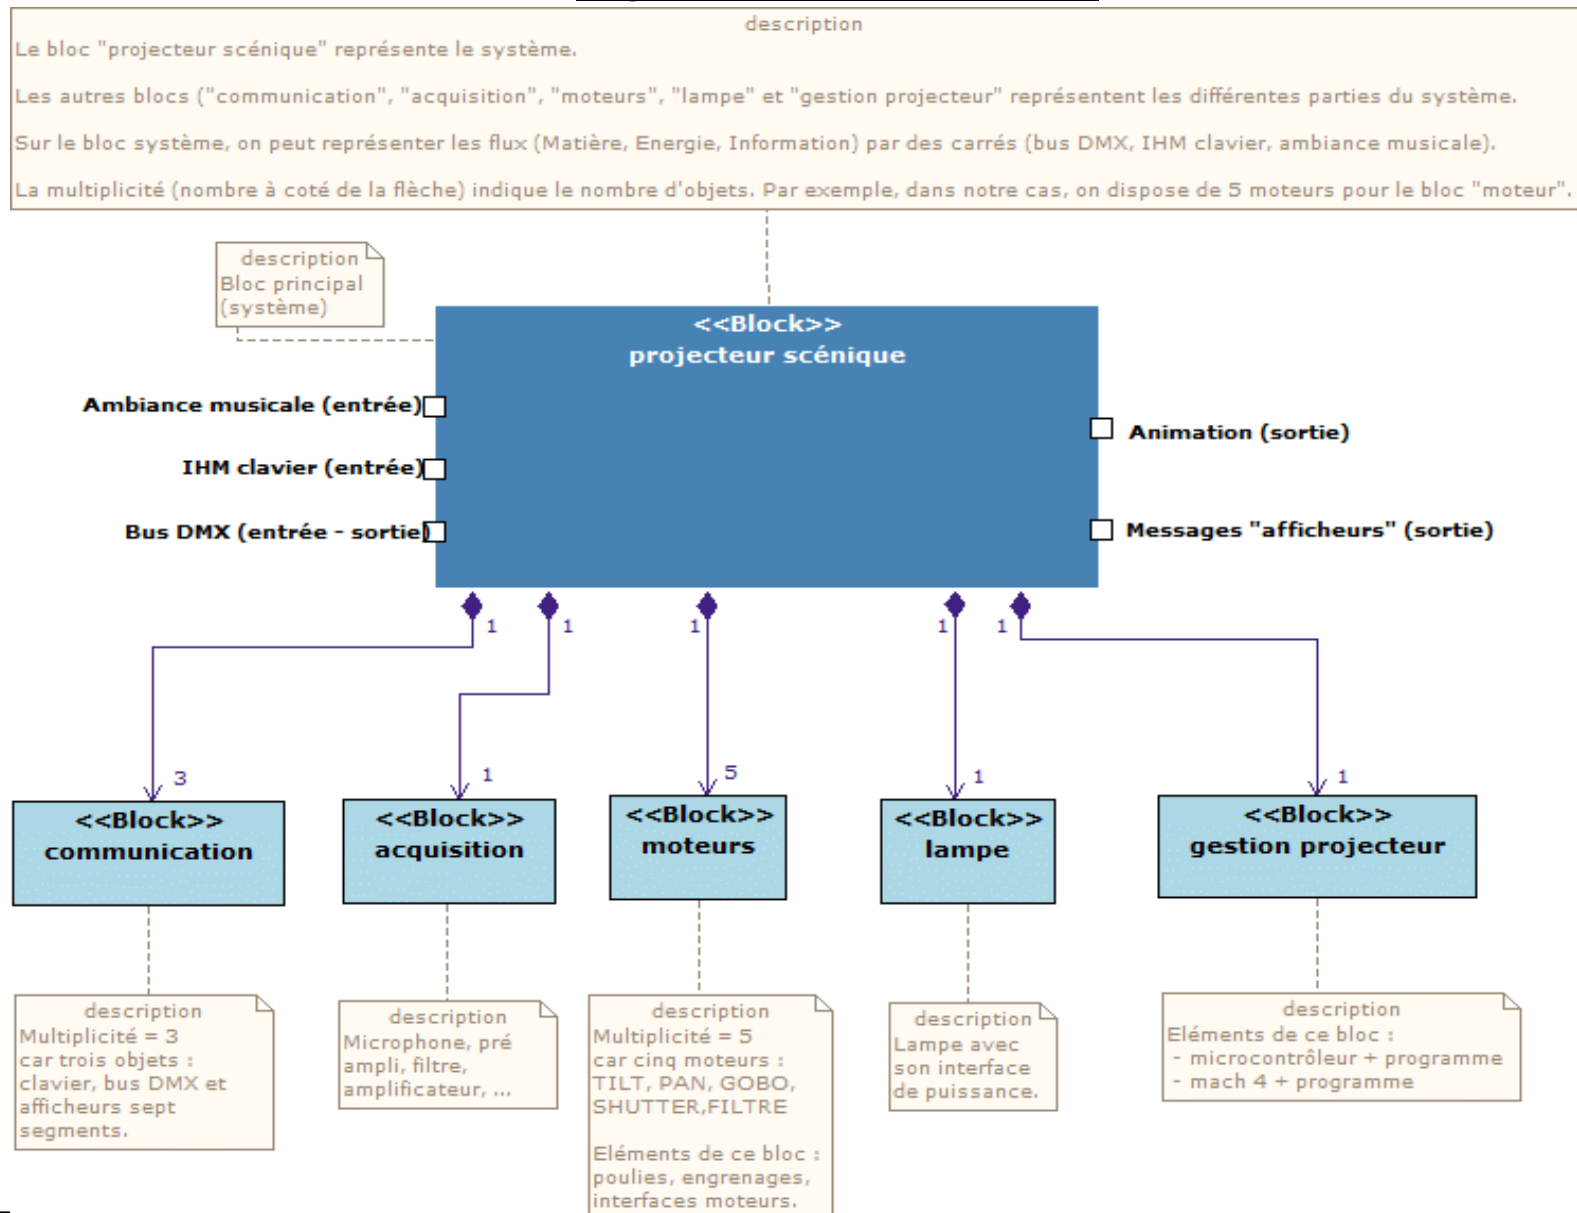 description
Le bloc "projecteur scénique" représente le système.
Les autres blocs ("communication", "acquisition", "moteurs", "lampe" et "gestion projecteur" représentent les différentes parties du système.
Sur le bloc système, on peut représenter les flux (Matière, Energie, Information) par des carrés (bus DMX, IHM clavier, ambiance musicale).
La multiplicité (nombre à coté de la flèche) indique le nombre d'objets. Par exemple, dans notre cas, on dispose de 5 moteurs pour le bloc "moteur".
description
Bloc principal
(système)
<<Block>>
projecteur scénique
Ambiance musicale (entrée)
IHM clavier (entrée)
Bus DMX (entrée - sortie)
Animation (sortie)
Messages "afficheurs" (sortie)
1
1
1
1
1
3
1
5
1
1
<<Block>>
communication
<<Block>>
acquisition
<<Block>>
moteurs
<<Block>>
lampe
<<Block>>
gestion projecteur
description
Multiplicité = 3
car trois objets :
clavier, bus DMX et
afficheurs sept
segments.
description
Microphone, pré
ampli, filtre,
amplificateur, ...
description
Multiplicité = 5
car cinq moteurs :
TILT, PAN, GOBO,
SHUTTER,FILTRE
Eléments de ce bloc :
poulies, engrenages,
interfaces moteurs.
description
Lampe avec
son interface
de puissance.
description
Eléments de ce bloc :
- microcontrôleur + programme
- mach 4 + programme